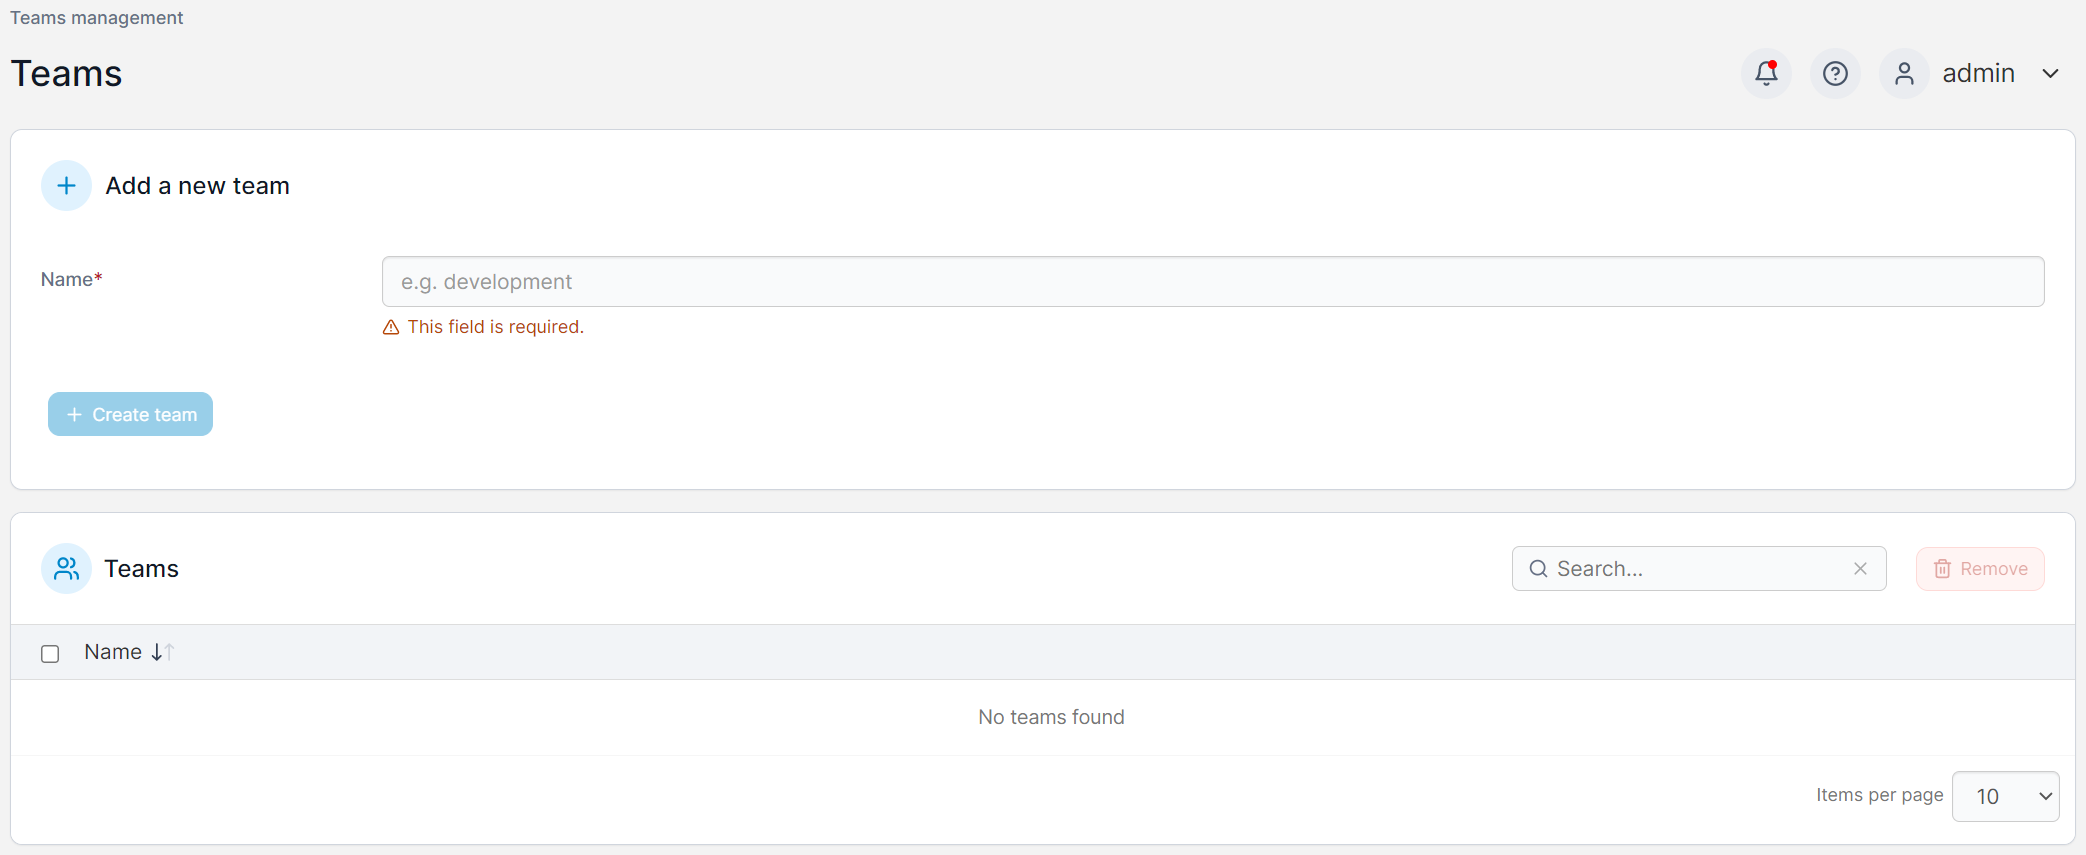 Teams management
Teams
admin
Add a new team
Name*
e.g. development
This field is required.
Create team
Teams
Search...
Remove
Name
No teams found
Items per page
10